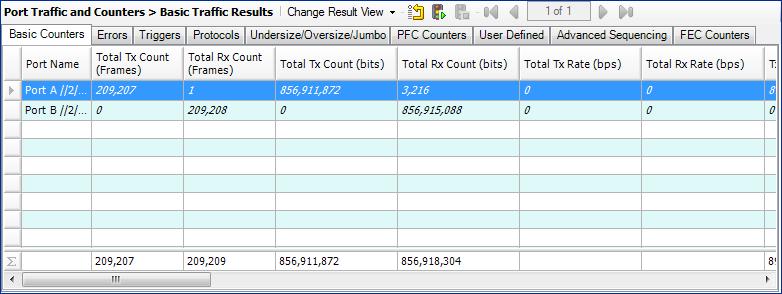 Port Traffic and Counters > Basic Traffic Results Change Result View 1 of 1
Basic Counters Errors Triggers Protocols Undersize/Oversize/Jumbo PFC Counters User Defined Advanced Sequencing FEC Counters
Port Name Total Tx Count (Frames) Total Rx Count (Frames) Total Tx Count (bits) Total Rx Count (bits) Total Tx Rate (bps) Total Rx Rate (bps)
Port A //2/... 209,207 1 856,911,872 3,216 0 0 8
Port B //2/... 0 209,208 0 856,915,088 0 0 0
Σ 209,207 209,209 856,911,872 856,918,304